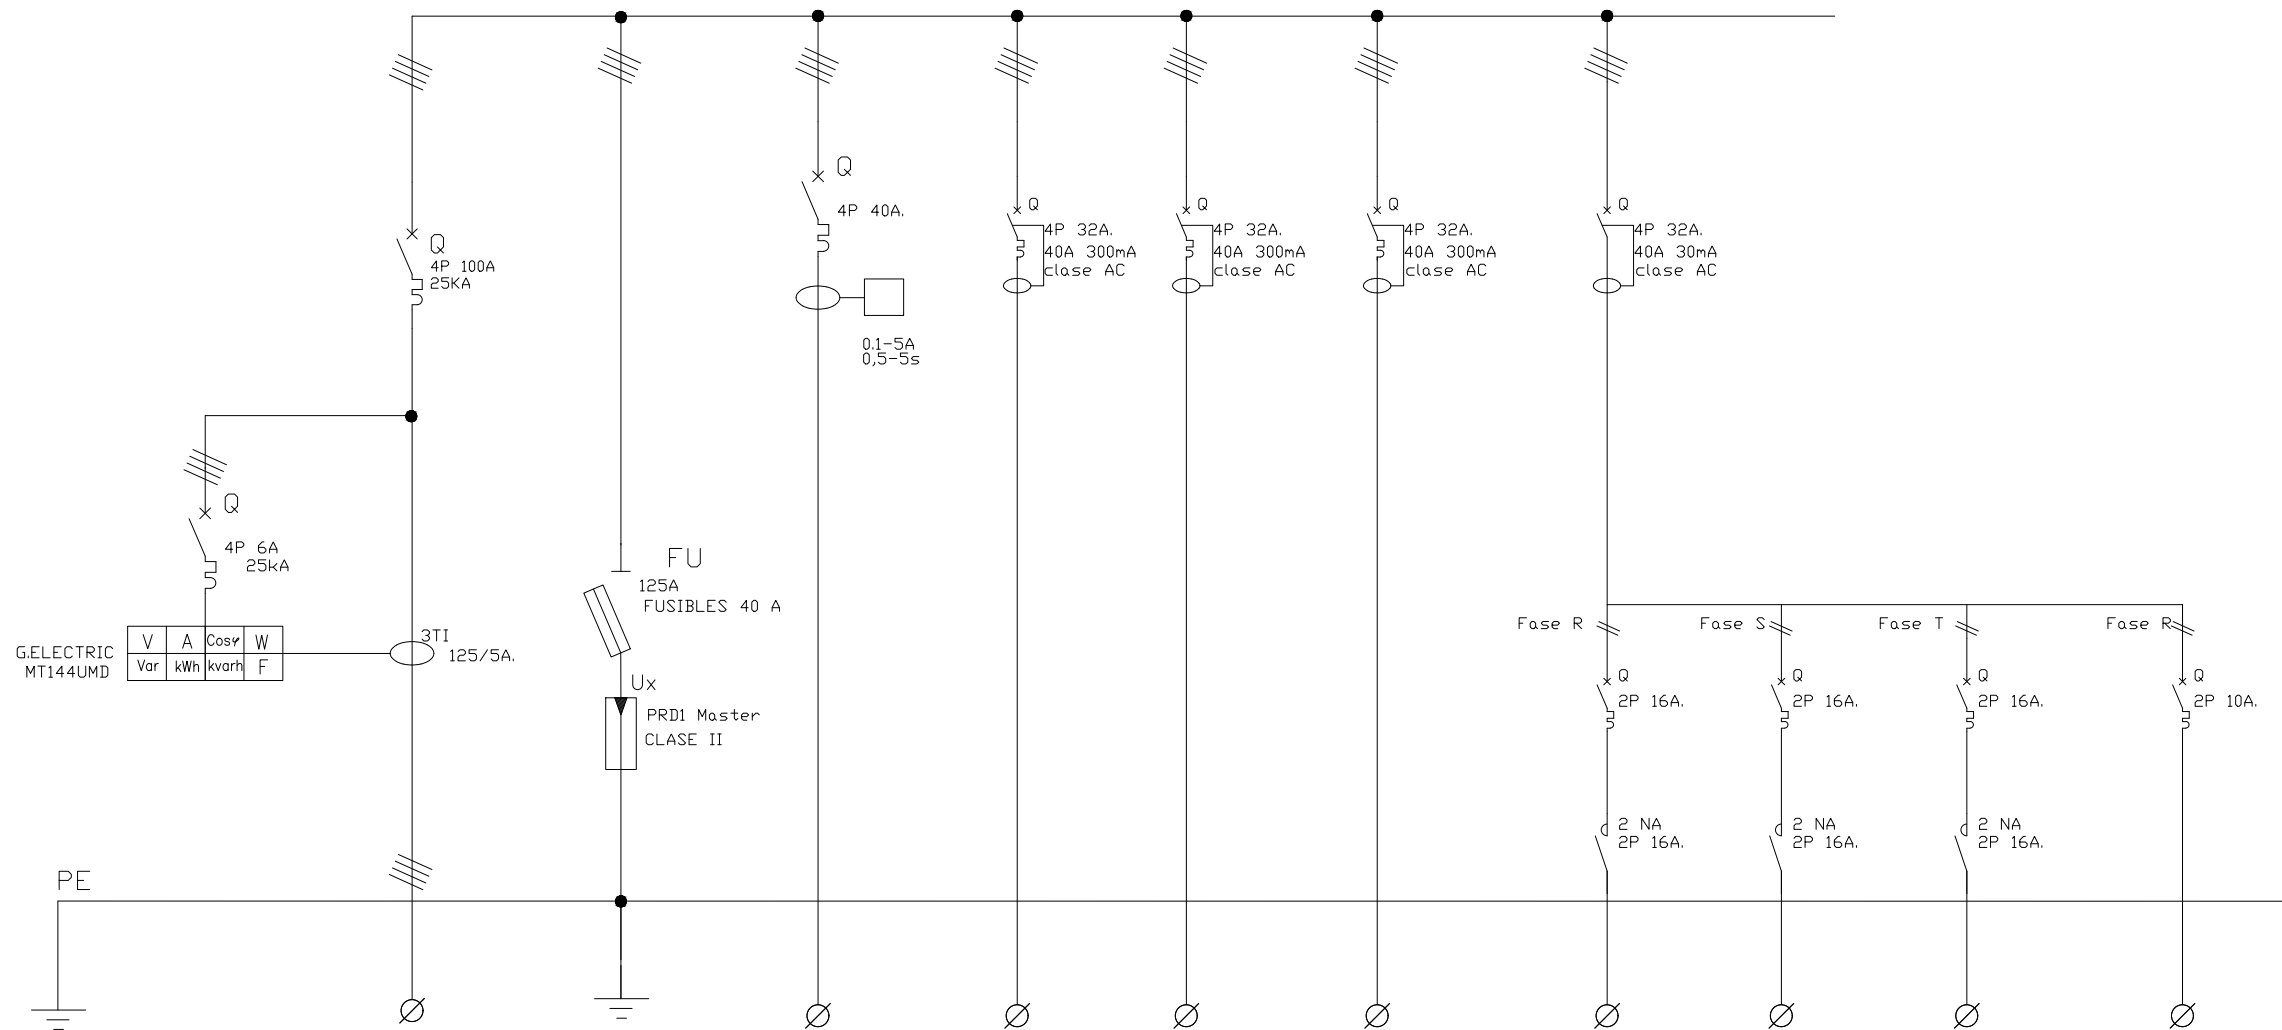 Q
4P 100A
25KA
Q
4P 6A
25kA
G.ELECTRIC
MT144UMD
V A Cosφ W
Var kWh kvarh F
3TI
125/5A.
PE
FU
125A
FUSIBLES 40 A
Ux
PRD1 Master
CLASE II
Q
4P 40A.
0.1-5A
0,5-5s
Q
4P 32A.
40A 300mA
clase AC
Q
4P 32A.
40A 300mA
clase AC
Q
4P 32A.
40A 300mA
clase AC
Q
4P 32A.
40A 30mA
clase AC
Fase R
Q
2P 16A.
2 NA
2P 16A.
Fase S
Q
2P 16A.
2 NA
2P 16A.
Fase T
Q
2P 16A.
2 NA
2P 16A.
Fase R
Q
2P 10A.